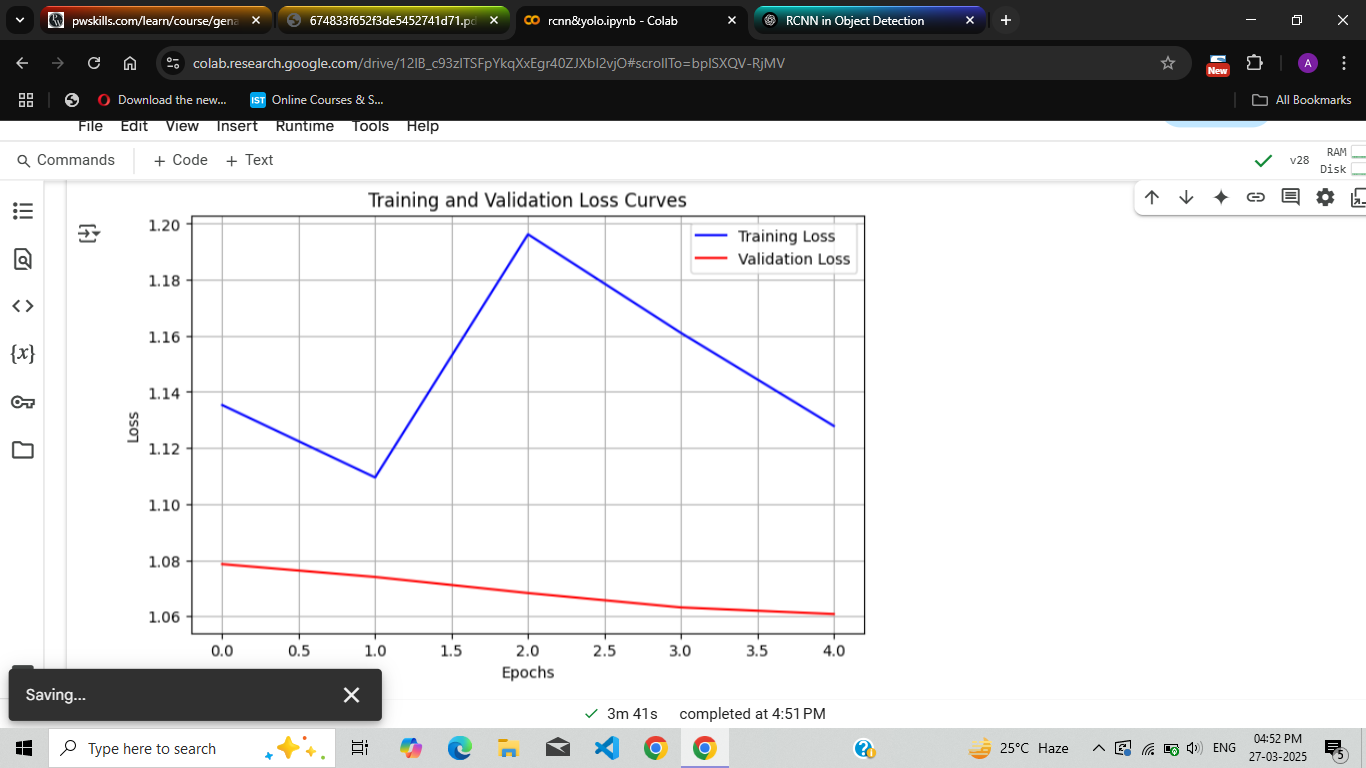 pwskills.com/learn/course/gena
674833f652f3de5452741d71.pd
rcnn&yolo.ipynb - Colab
RCNN in Object Detection
colab.research.google.com/drive/12IB_c93zITSFpYkqXxEgr40ZJXbI2vjO#scrollTo=bpISXQV-RjMV
New
A
Download the new...
IST
Online Courses & S...
All Bookmarks
File Edit View Insert Runtime Tools Help
Commands + Code + Text
v28
RAM
Disk
Training and Validation Loss Curves
Training Loss
Validation Loss
1.20
1.18
1.16
1.14
1.12
1.10
1.08
1.06
Loss
0.0 0.5 1.0 1.5 2.0 2.5 3.0 3.5 4.0
Epochs
Saving...
3m 41s completed at 4:51 PM
Type here to search
25°C Haze
ENG
04:52 PM
27-03-2025
5